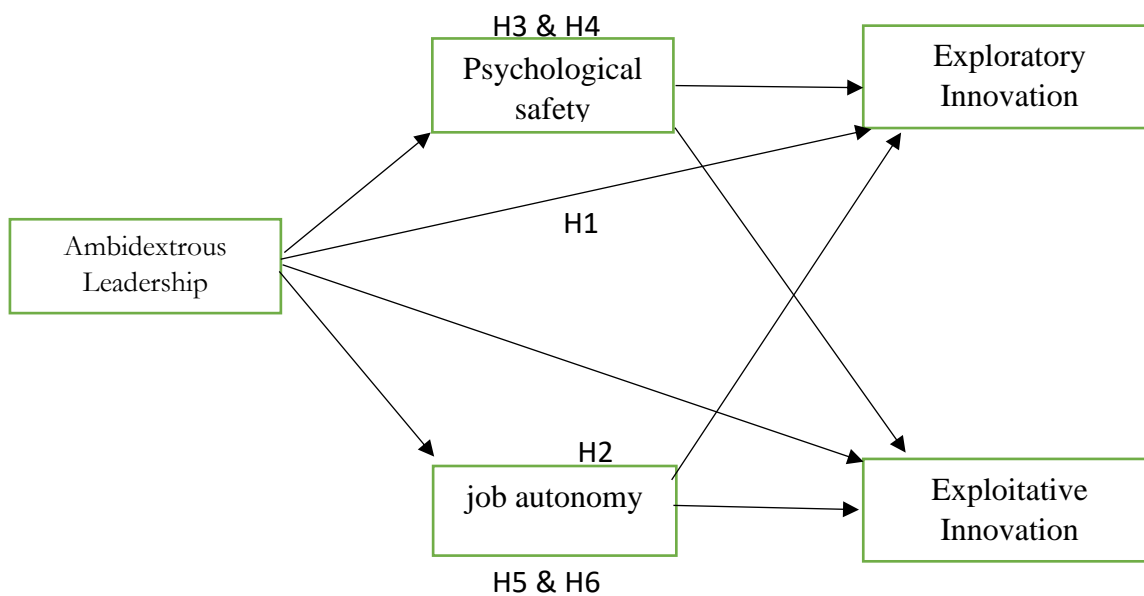 H3 & H4
Psychological
safety
Exploratory
Innovation
H1
Ambidextrous
Leadership
H2
job autonomy
Exploitative
Innovation
H5 & H6